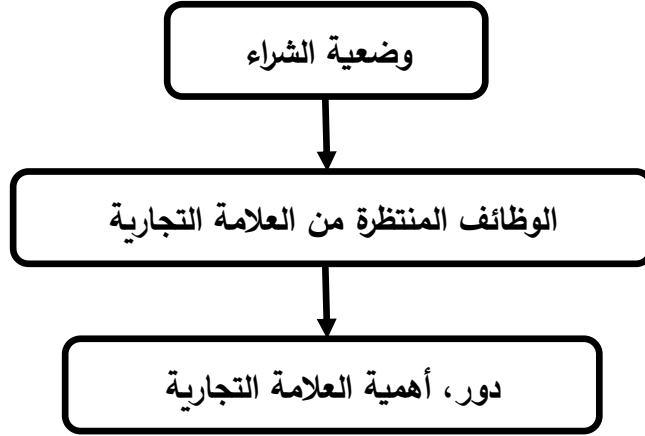 وضعية الشراء
الوظائف المنتظرة من العلامة التجارية
دور، أهمية العلامة التجارية